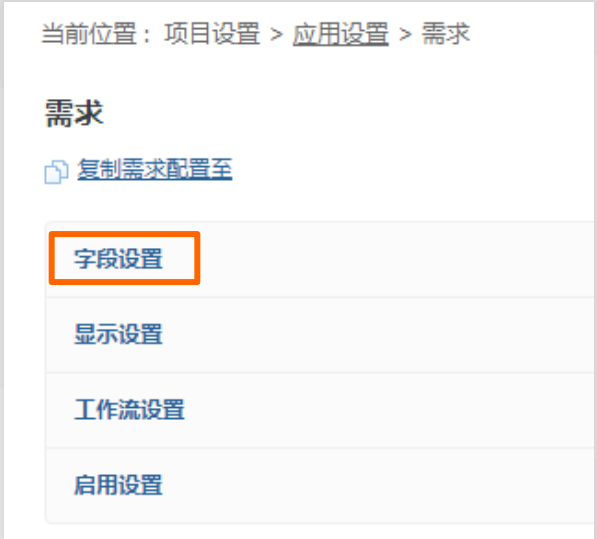 当前位置： 项目设置 > 应用设置 > 需求
需求
复制需求配置至
字段设置
显示设置
工作流设置
启用设置